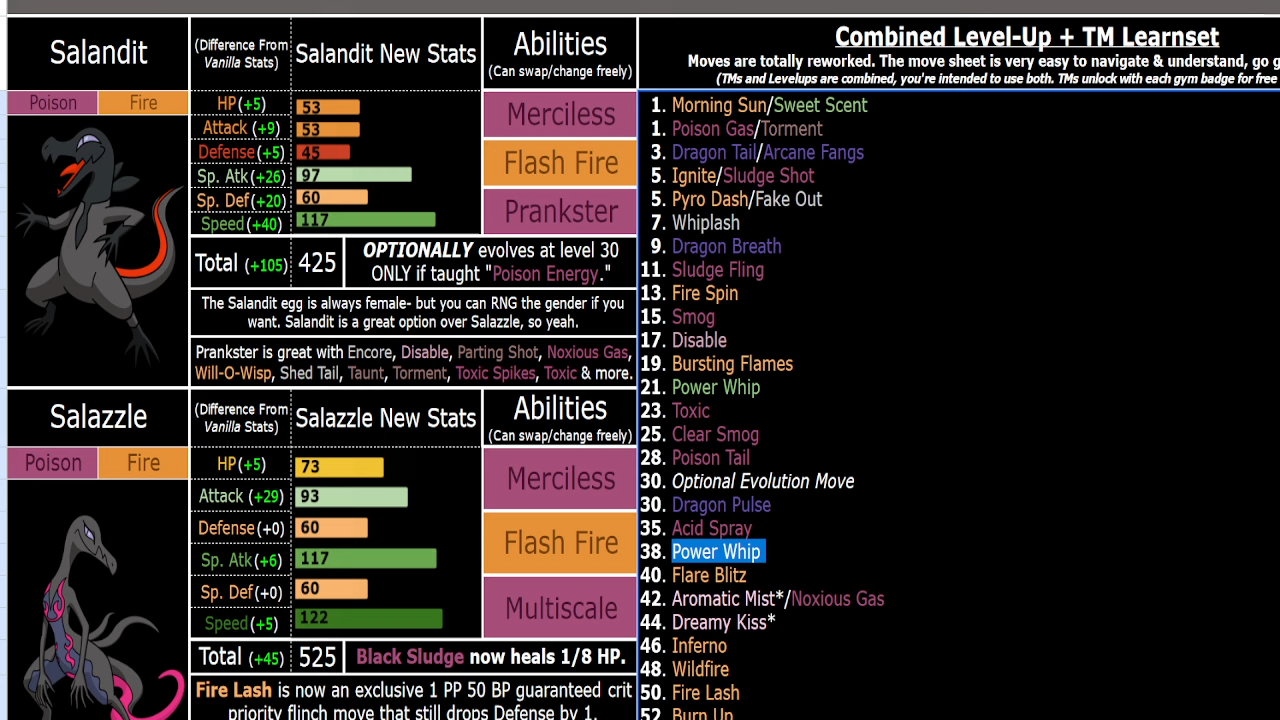 Salandit
Poison Fire
(Difference From
Vanilla Stats)
Salandit New Stats
HP(+5) 53
Attack (+9) 53
Defense(+5) 45
Sp. Atk(+26) 97
Sp. Def(+20) 60
Speed(+40) 117
Total (+105) 425
OPTIONALLY evolves at level 30
ONLY if taught "Poison Energy."
The Salandit egg is always female- but you can RNG the gender if you
want. Salandit is a great option over Salazzle, so yeah.
Prankster is great with Encore, Disable, Parting Shot, Noxious Gas,
Will-O-Wisp, Shed Tail, Taunt, Torment, Toxic Spikes, Toxic & more.
Abilities
(Can swap/change freely)
Merciless
Flash Fire
Prankster
Salazzle
Poison Fire
(Difference From
Vanilla Stats)
Salazzle New Stats
HP(+5) 73
Attack (+29) 93
Defense(+0) 60
Sp. Atk(+6) 117
Sp. Def(+0) 60
Speed(+5) 122
Total (+45) 525
Black Sludge now heals 1/8 HP.
Fire Lash is now an exclusive 1 PP 50 BP guaranteed crit
priority flinch move that still drops Defense by 1.
Abilities
(Can swap/change freely)
Merciless
Flash Fire
Multiscale
Combined Level-Up + TM Learnset
Moves are totally reworked. The move sheet is very easy to navigate & understand, go g
(TMs and Levelups are combined, you're intended to use both. TMs unlock with each gym badge for free
1. Morning Sun/Sweet Scent
1. Poison Gas/Torment
3. Dragon Tail/Arcane Fangs
5. Ignite/Sludge Shot
5. Pyro Dash/Fake Out
7. Whiplash
9. Dragon Breath
11. Sludge Fling
13. Fire Spin
15. Smog
17. Disable
19. Bursting Flames
21. Power Whip
23. Toxic
25. Clear Smog
28. Poison Tail
30. Optional Evolution Move
30. Dragon Pulse
35. Acid Spray
38. Power Whip
40. Flare Blitz
42. Aromatic Mist*/Noxious Gas
44. Dreamy Kiss*
46. Inferno
48. Wildfire
50. Fire Lash
52. Burn Up